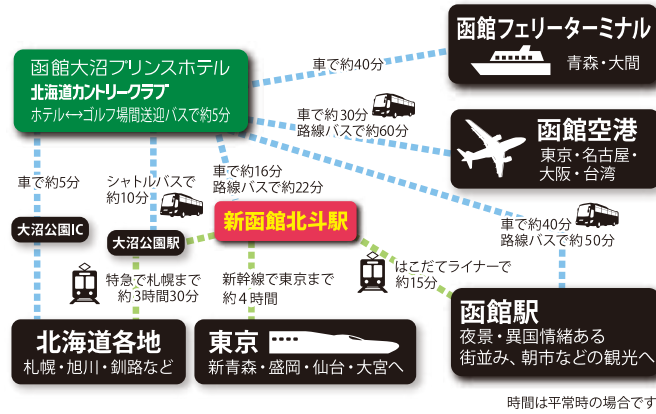 函館フェリーターミナル
青森・大間
函館大沼プリンスホテル
北海道カントリークラブ
ホテル⟷ゴルフ場間送迎バスで約5分
車で約40分
車で約30分
路線バスで約60分
函館空港
東京・名古屋・
大阪・台湾
車で約5分
シャトルバスで
約10分
車で約16分
路線バスで約22分
大沼公園IC
大沼公園駅
新函館北斗駅
車で約40分
路線バスで約50分
特急で札幌まで
約3時間30分
新幹線で東京まで
約4時間
はこだてライナーで
約15分
北海道各地
札幌・旭川・釧路など
東京
新青森・盛岡・仙台・大宮へ
函館駅
夜景・異国情緒ある
街並み、朝市などの観光へ
時間は平常時の場合です